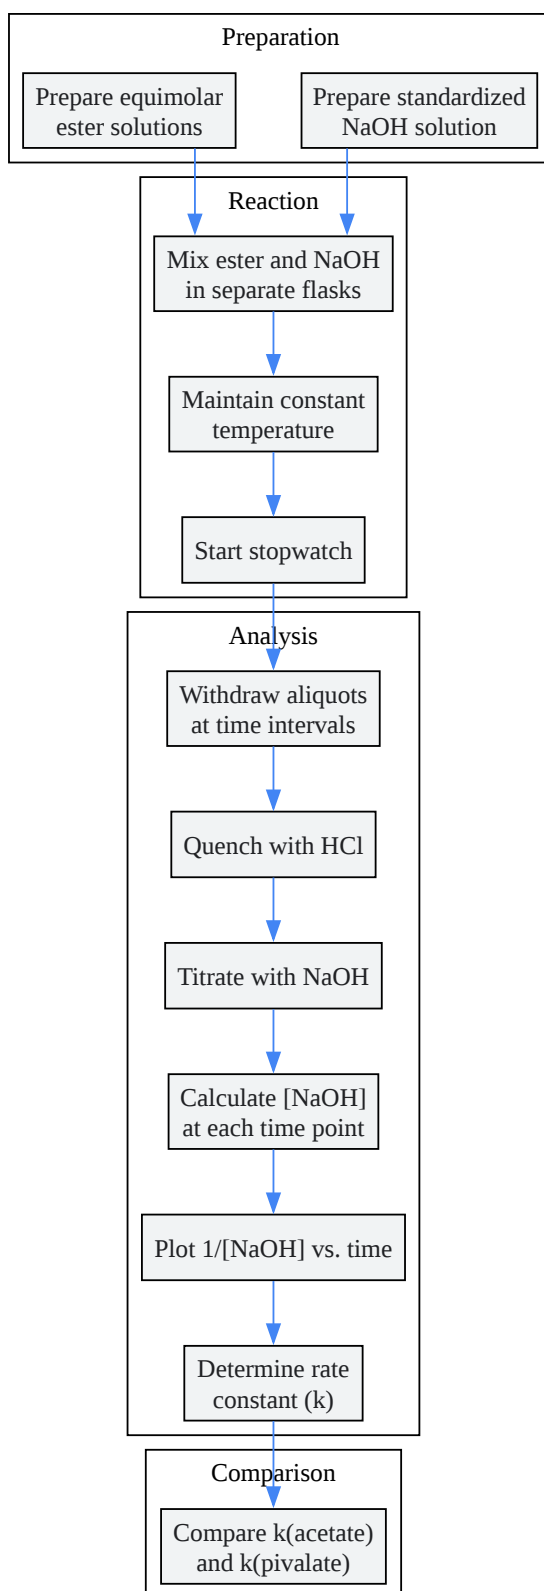 Preparation
Prepare equimolar
ester solutions
Prepare standardized
NaOH solution
Reaction
Mix ester and NaOH
in separate flasks
Maintain constant
temperature
Start stopwatch
Analysis
Withdraw aliquots
at time intervals
Quench with HCl
Titrate with NaOH
Calculate [NaOH]
at each time point
Plot 1/[NaOH] vs. time
Determine rate
constant (k)
Comparison
Compare k(acetate)
and k(pivalate)